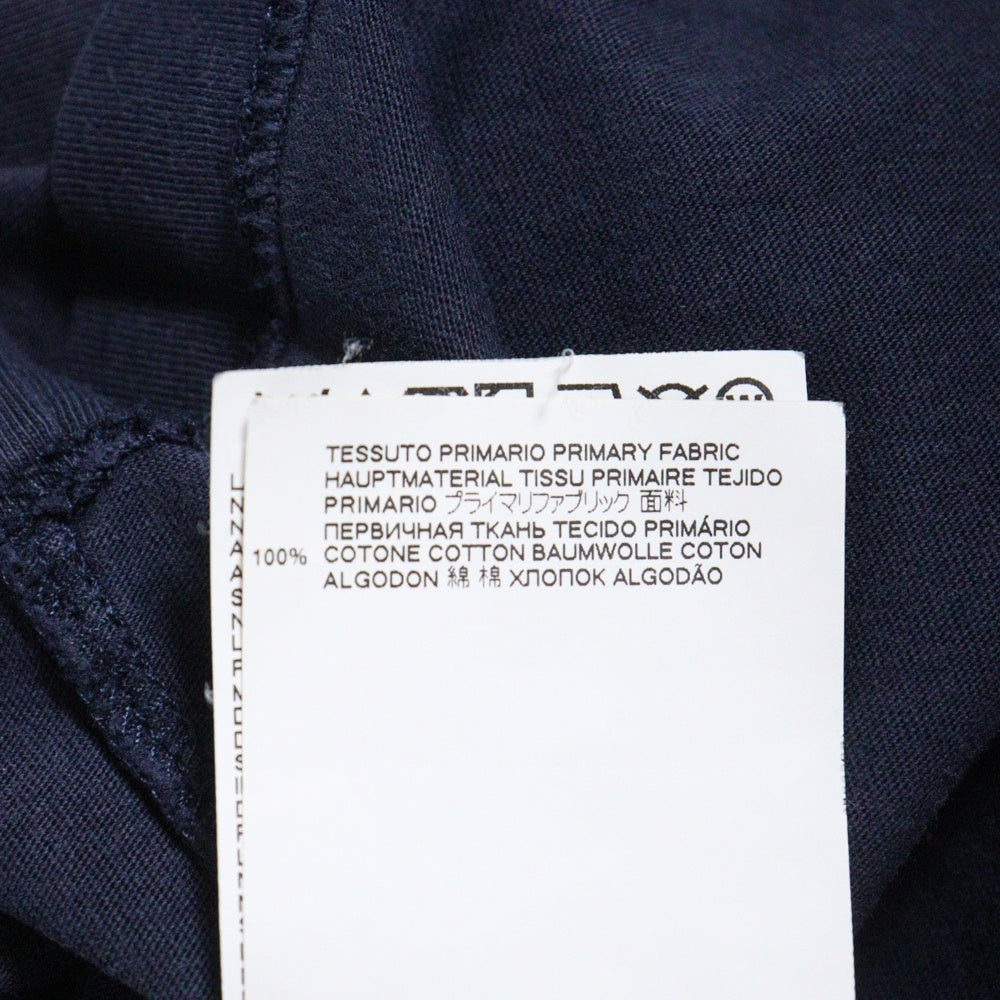 TESSUTO PRIMARIO PRIMARY FABRIC
HAUPTMATERIAL TISSU PRIMAIRE TEJIDO
PRIMARIO プライマリファブリック 面料
ПЕРВИЧНАЯ ТКАНЬ TECIDO PRIMÁRIO
100% COTONE COTTON BAUMWOLLE COTON
ALGODON 綿 棉 ХЛОПОК ALGODÃO